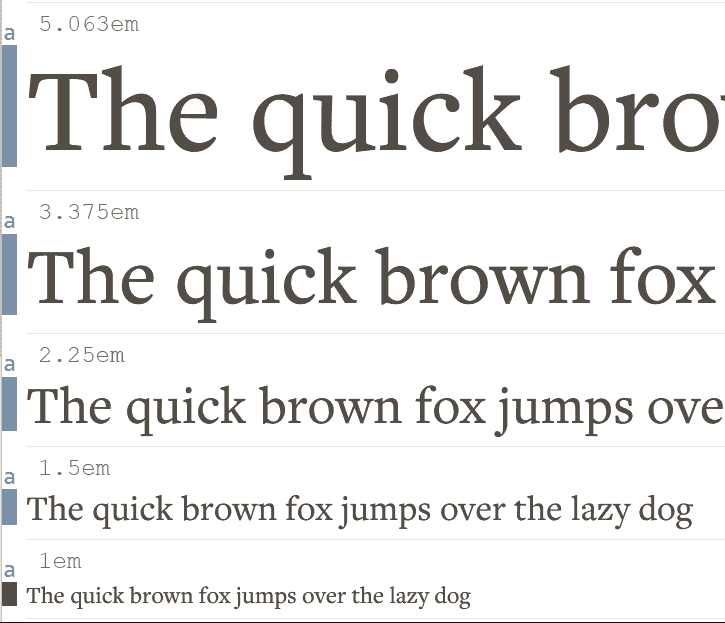 5.063em
a
The quick bro
3.375em
a
The quick brown fox
2.25em
a
The quick brown fox jumps ove
1.5em
a
The quick brown fox jumps over the lazy dog
1em
a
The quick brown fox jumps over the lazy dog